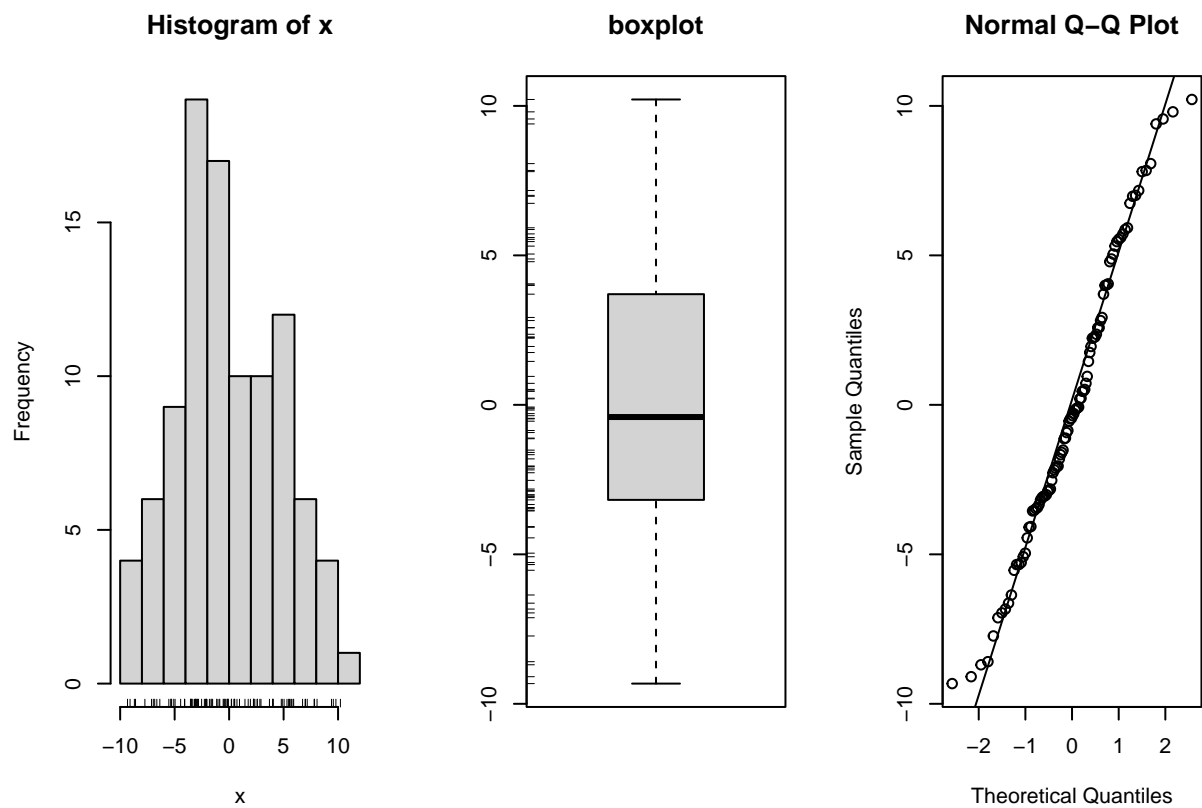 Histogram of x
Frequency
15
10
5
0
−10 −5 0 5 10
x
boxplot
10
5
0
−5
−10
Normal Q−Q Plot
Sample Quantiles
10
5
0
−5
−10
−2 −1 0 1 2
Theoretical Quantiles